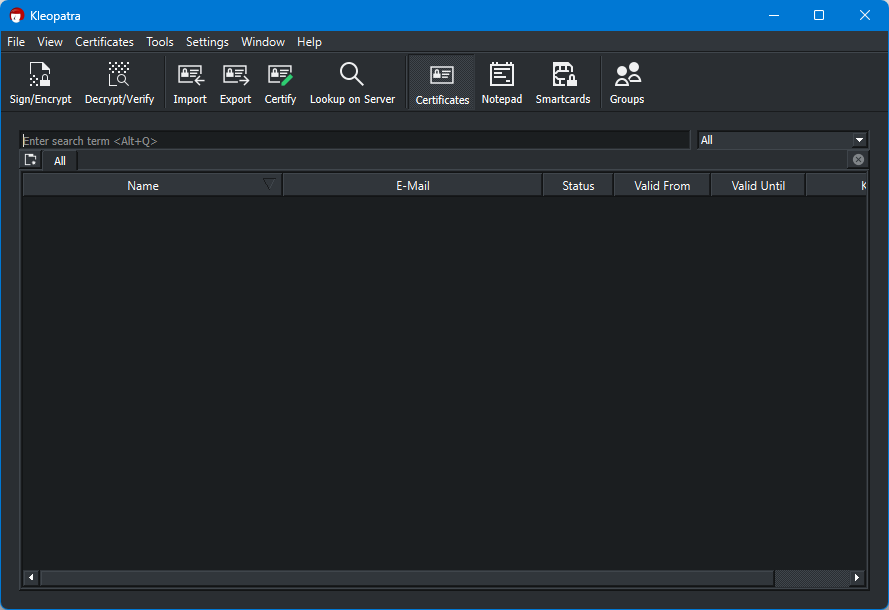 Kleopatra
File View Certificates Tools Settings Window Help
Sign/Encrypt Decrypt/Verify Import Export Certify Lookup on Server Certificates Notepad Smartcards Groups
Enter search term <Alt+Q> All
All
Name E-Mail Status Valid From Valid Until